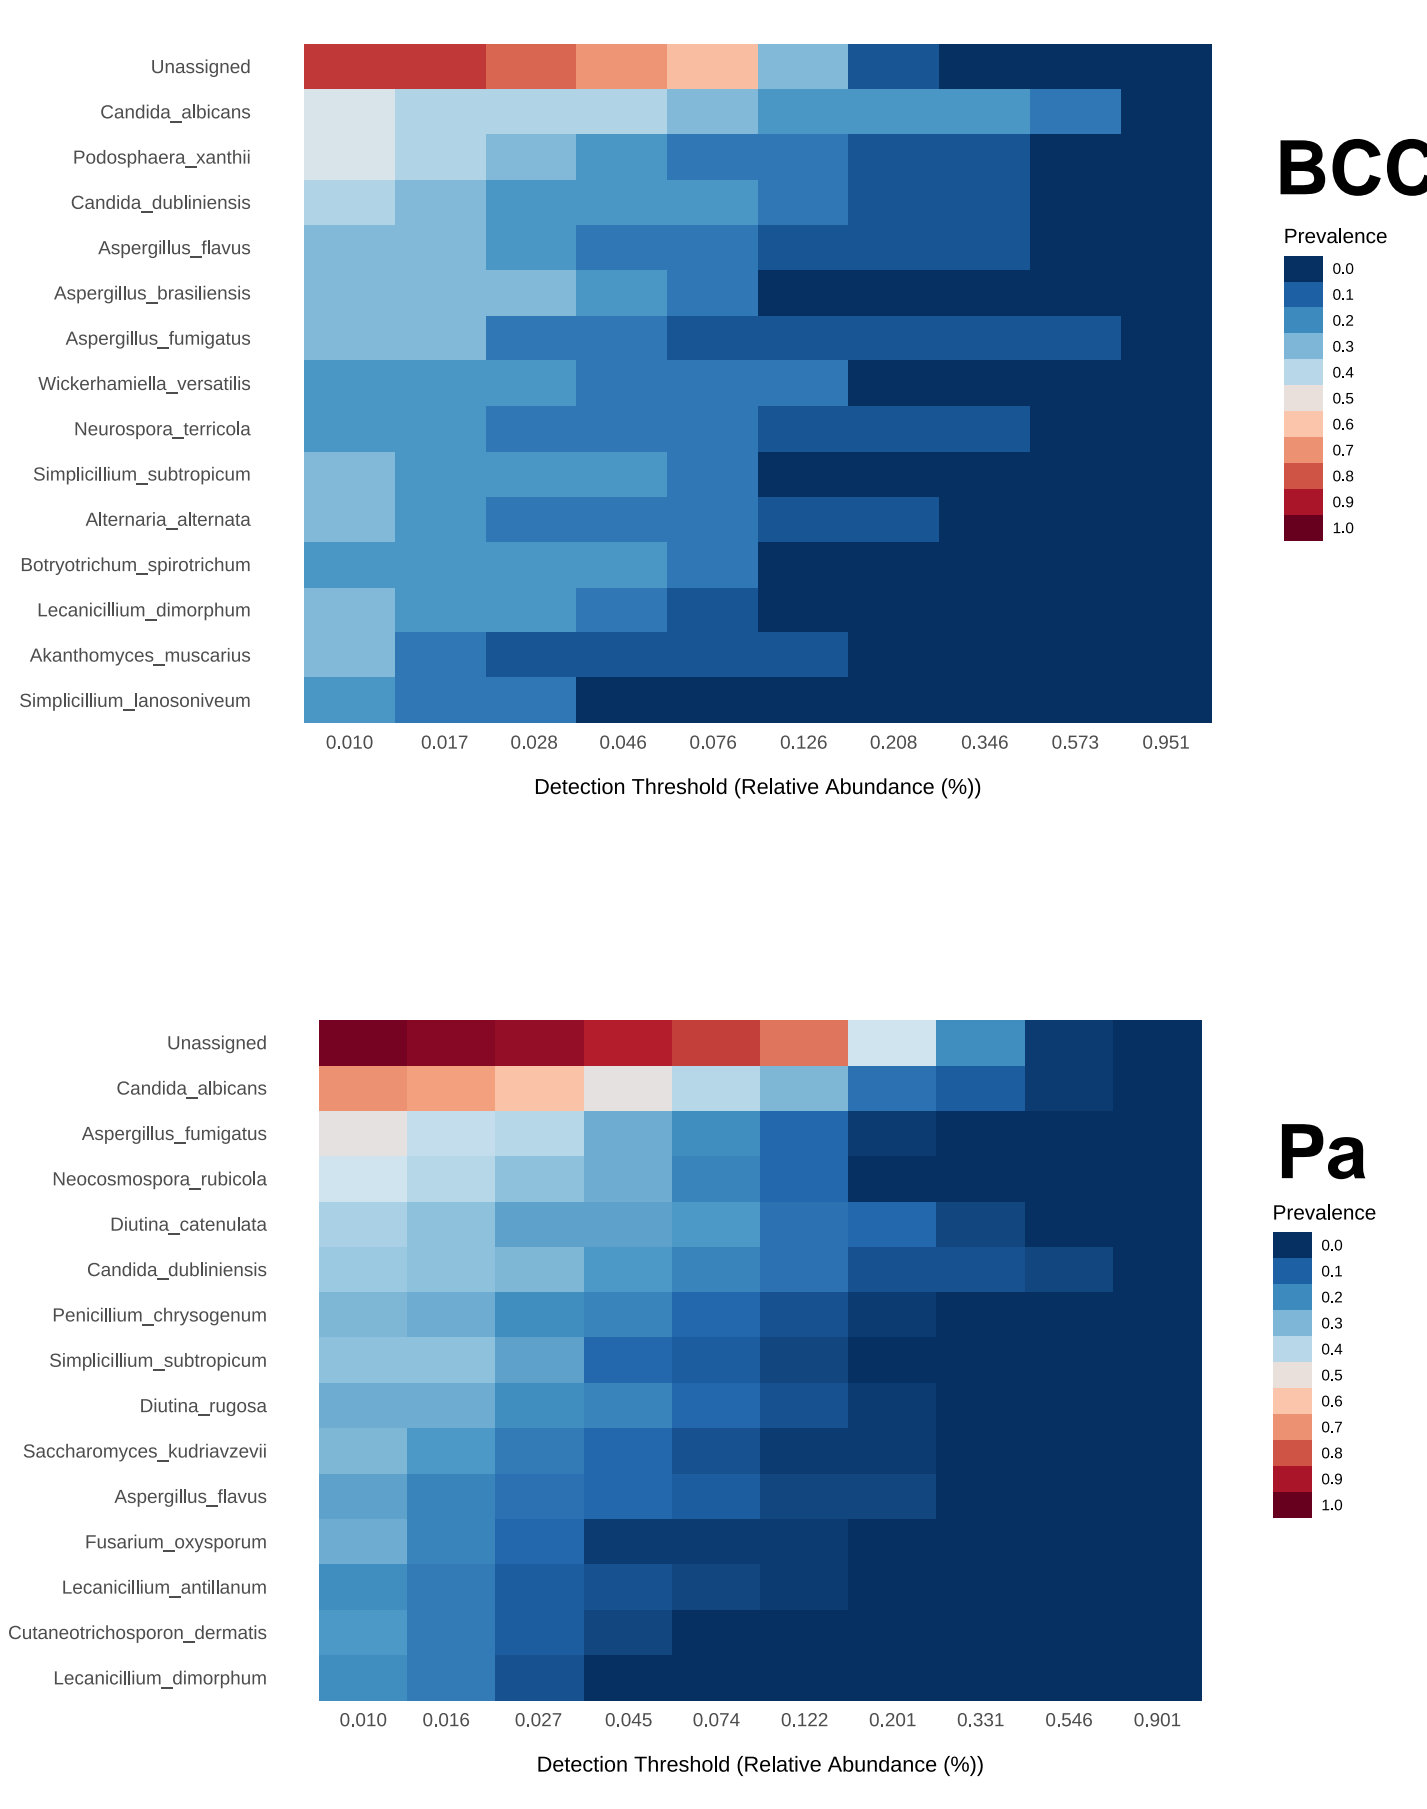 Unassigned
Candida_albicans
Podosphaera_xanthii
Candida_dubliniensis
Aspergillus_flavus
Aspergillus_brasiliensis
Aspergillus_fumigatus
Wickerhamiella_versatilis
Neurospora_terricola
Simplicillium_subtropicum
Alternaria_alternata
Botryotrichum_spirotrichum
Lecanicillium_dimorphum
Akanthomyces_muscarius
Simplicillium_lanosoniveum
0.010 0.017 0.028 0.046 0.076 0.126 0.208 0.346 0.573 0.951
Detection Threshold (Relative Abundance (%))
BCC
Prevalence
0.0
0.1
0.2
0.3
0.4
0.5
0.6
0.7
0.8
0.9
1.0
Unassigned
Candida_albicans
Aspergillus_fumigatus
Neocosmospora_rubicola
Diutina_catenulata
Candida_dubliniensis
Penicillium_chrysogenum
Simplicillium_subtropicum
Diutina_rugosa
Saccharomyces_kudriavzevii
Aspergillus_flavus
Fusarium_oxysporum
Lecanicillium_antillanum
Cutaneotrichosporon_dermatis
Lecanicillium_dimorphum
0.010 0.016 0.027 0.045 0.074 0.122 0.201 0.331 0.546 0.901
Detection Threshold (Relative Abundance (%))
Pa
Prevalence
0.0
0.1
0.2
0.3
0.4
0.5
0.6
0.7
0.8
0.9
1.0